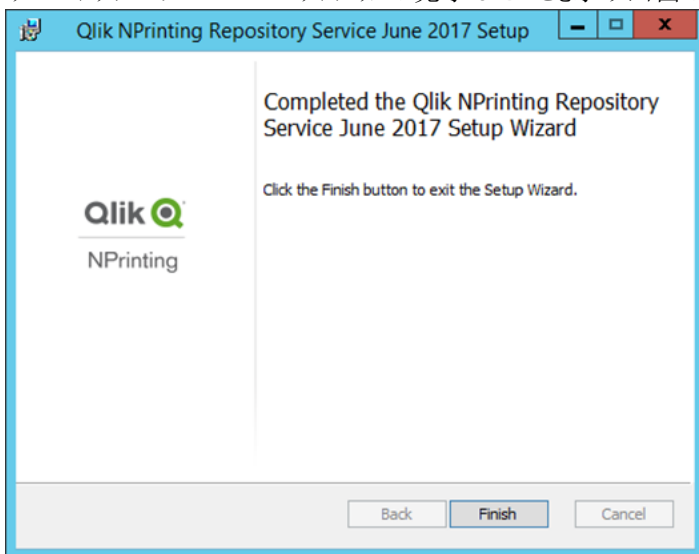 Qlik NPrinting Repository Service June 2017 Setup
Completed the Qlik NPrinting Repository
Service June 2017 Setup Wizard
Click the Finish button to exit the Setup Wizard.
Qlik
NPrinting
Back Finish Cancel